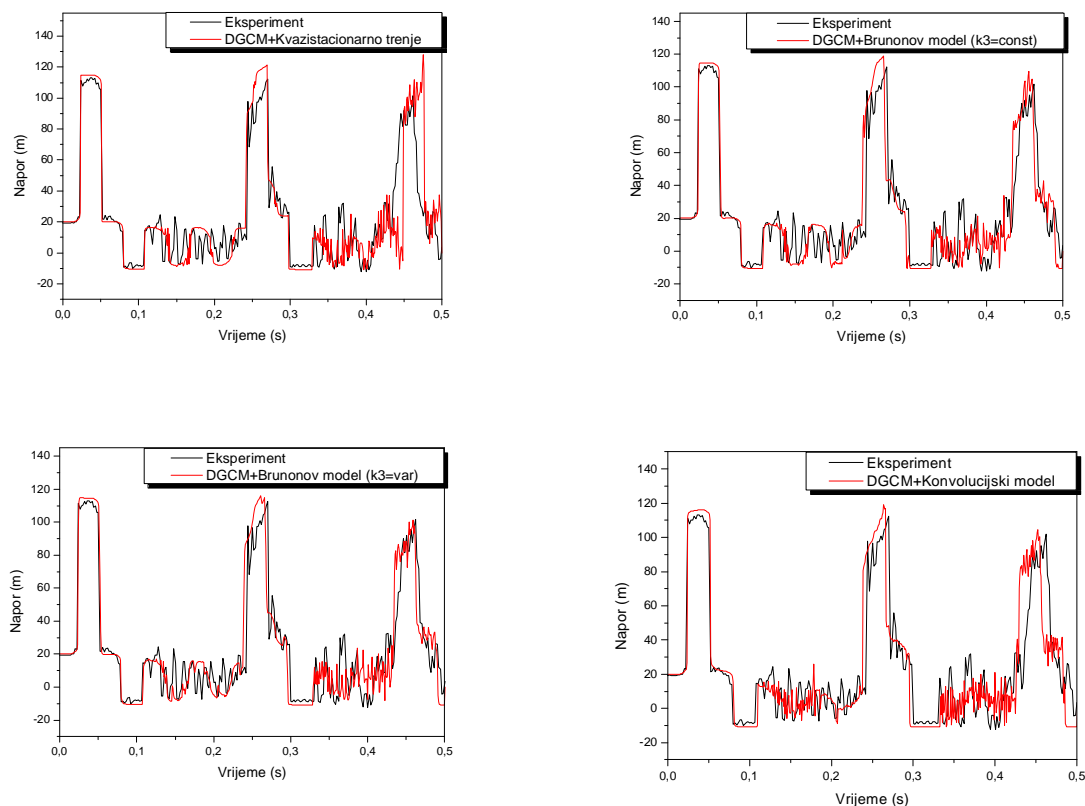 Eksperiment
DGCM+Kvazistacionarno trenje
140
120
100
80
60
40
20
0
-20
Napor (m)
0,0 0,1 0,2 0,3 0,4 0,5
Vrijeme (s)
Eksperiment
DGCM+Brunonov model (k3=const)
140
120
100
80
60
40
20
0
-20
Napor (m)
0,0 0,1 0,2 0,3 0,4 0,5
Vrijeme (s)
Eksperiment
DGCM+Brunonov model (k3=var)
140
120
100
80
60
40
20
0
-20
Napor (m)
0,0 0,1 0,2 0,3 0,4 0,5
Vrijeme (s)
Eksperiment
DGCM+Konvolucijski model
140
120
100
80
60
40
20
0
-20
Napor (m)
0,0 0,1 0,2 0,3 0,4 0,5
Vrijeme (s)